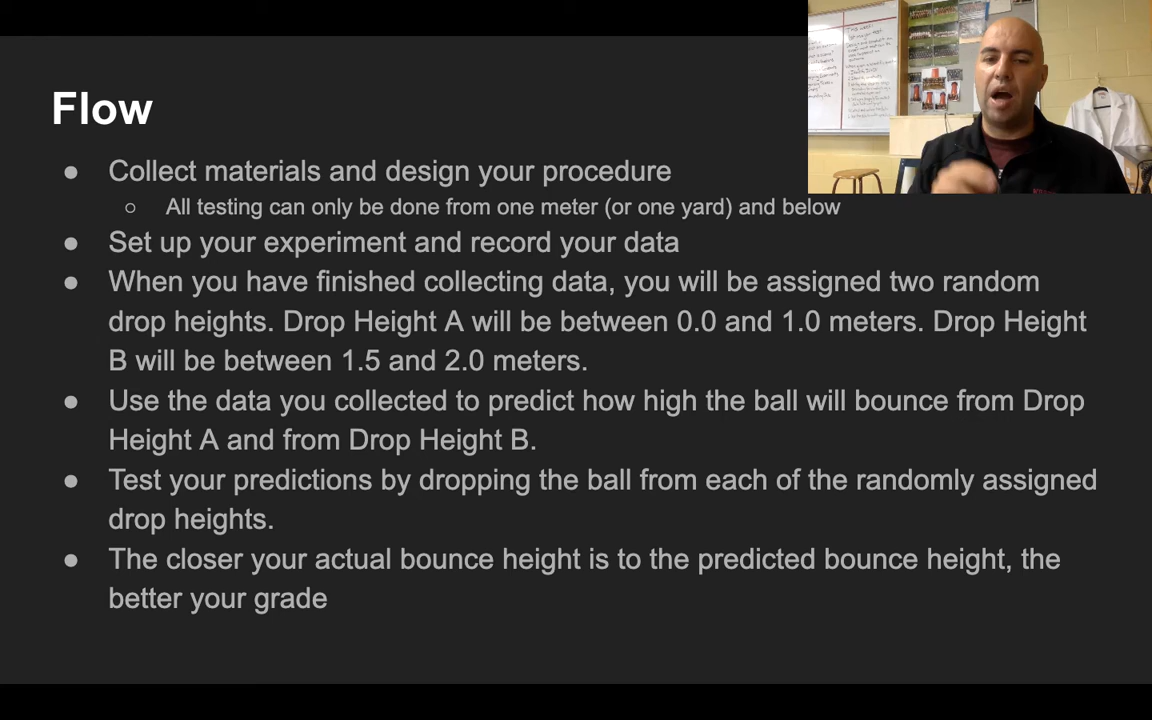 Flow
● Collect materials and design your procedure
○ All testing can only be done from one meter (or one yard) and below
● Set up your experiment and record your data
● When you have finished collecting data, you will be assigned two random
drop heights. Drop Height A will be between 0.0 and 1.0 meters. Drop Height
B will be between 1.5 and 2.0 meters.
● Use the data you collected to predict how high the ball will bounce from Drop
Height A and from Drop Height B.
● Test your predictions by dropping the ball from each of the randomly assigned
drop heights.
● The closer your actual bounce height is to the predicted bounce height, the
better your grade